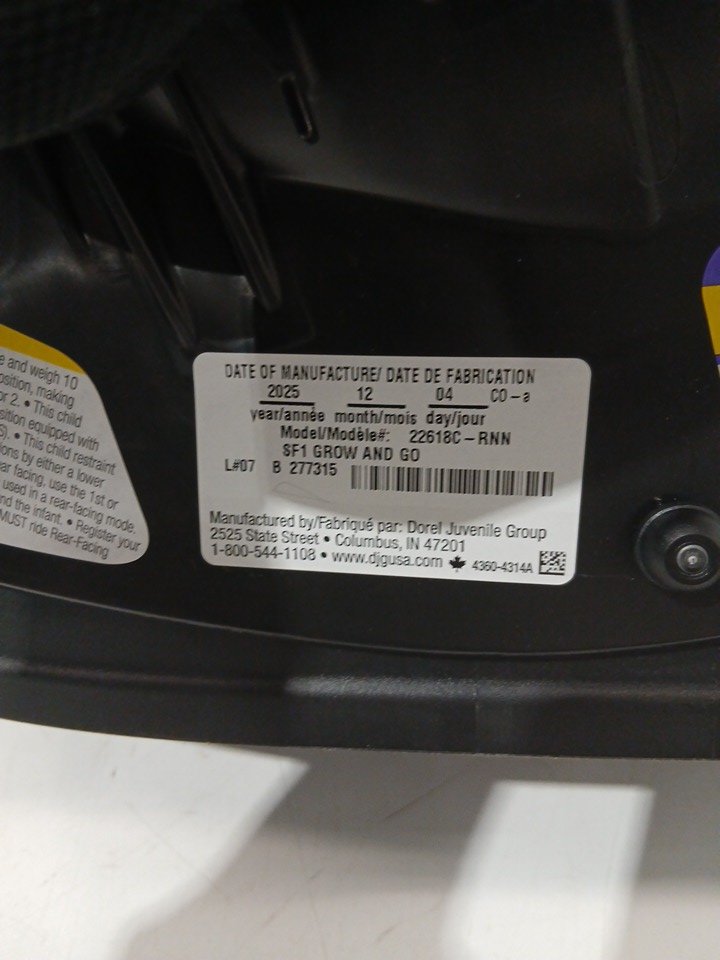 e and weigh 10
osition, making
or 2. • This child
sition equipped with
S). • This child restraint
ions by either a lower
ear facing, use the 1st or
used in a rear-facing mode,
nd the infant. • Register your
MUST ride Rear-Facing
DATE OF MANUFACTURE/ DATE DE FABRICATION
2025 12 04 CO-a
year/année month/mois day/jour
Model/Modèle#: 22618C-RNN
SF1 GROW AND GO
L#07 B 277315
Manufactured by/Fabriqué par: Dorel Juvenile Group
2525 State Street • Columbus, IN 47201
1-800-544-1108 • www.djgusa.com 4360-4314A